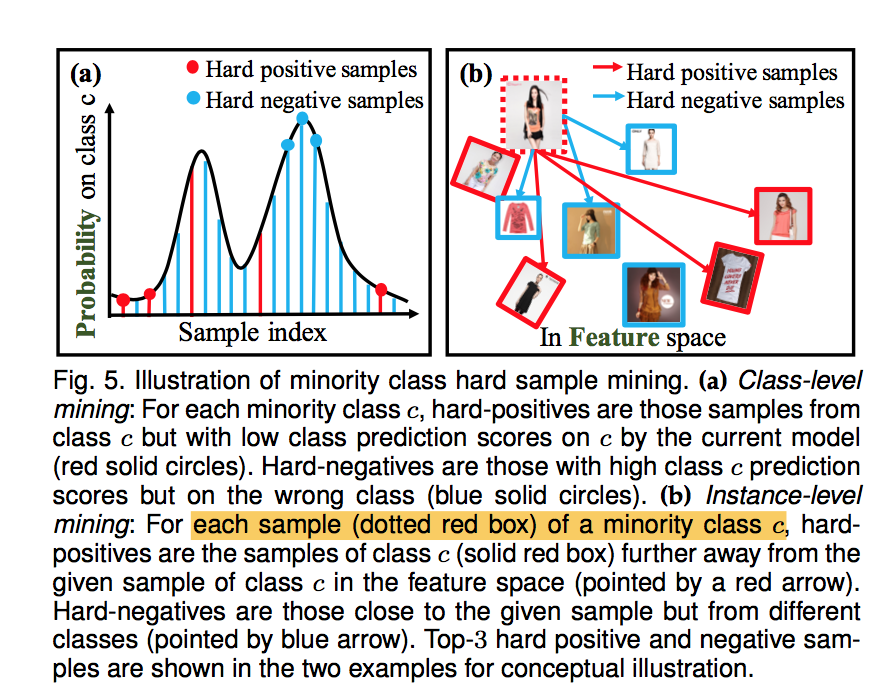 (a)
Hard positive samples
Hard negative samples
Probability on class c
Sample index
(b)
Hard positive samples
Hard negative samples
In Feature space
Fig. 5. Illustration of minority class hard sample mining. (a) Class-level
mining: For each minority class c, hard-positives are those samples from
class c but with low class prediction scores on c by the current model
(red solid circles). Hard-negatives are those with high class c prediction
scores but on the wrong class (blue solid circles). (b) Instance-level
mining: For each sample (dotted red box) of a minority class c, hard-
positives are the samples of class c (solid red box) further away from the
given sample of class c in the feature space (pointed by a red arrow).
Hard-negatives are those close to the given sample but from different
classes (pointed by blue arrow). Top-3 hard positive and negative sam-
ples are shown in the two examples for conceptual illustration.